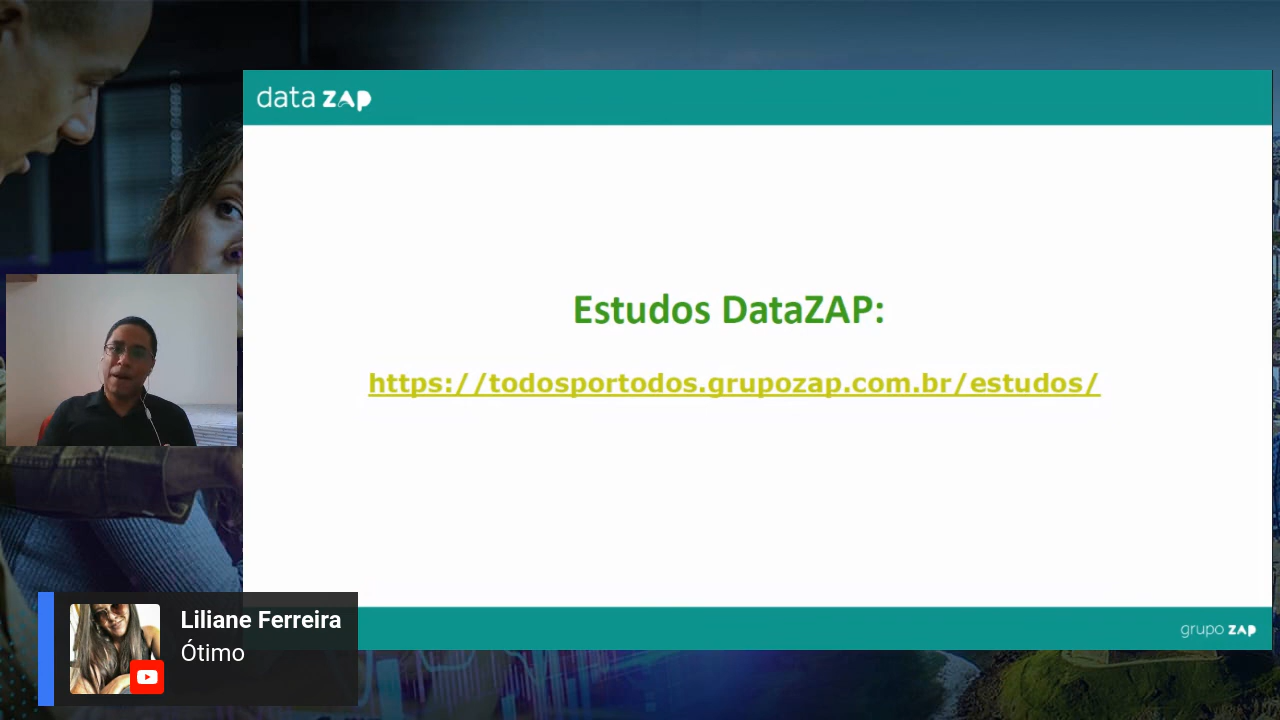 data ZAP
Estudos DataZAP:
https://todosportodos.grupozap.com.br/estudos/
Liliane Ferreira
Ótimo
grupo ZAP